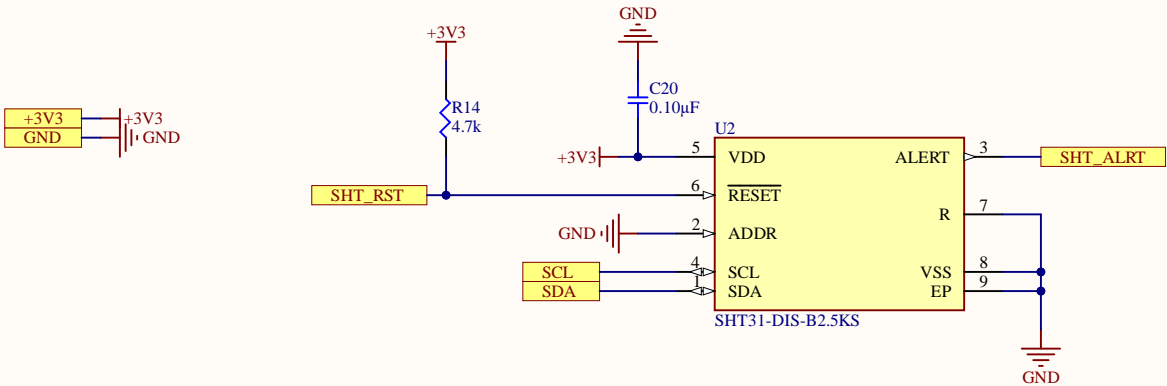 GND
+3V3
C20
0.10µF
R14
4.7k
+3V3
+3V3
GND
GND
U2
+3V3
5
VDD
ALERT
3
SHT_ALRT
SHT_RST
6
RESET
R
7
GND
2
ADDR
SCL
4
SCL
VSS
8
SDA
1
SDA
EP
9
SHT31-DIS-B2.5KS
GND